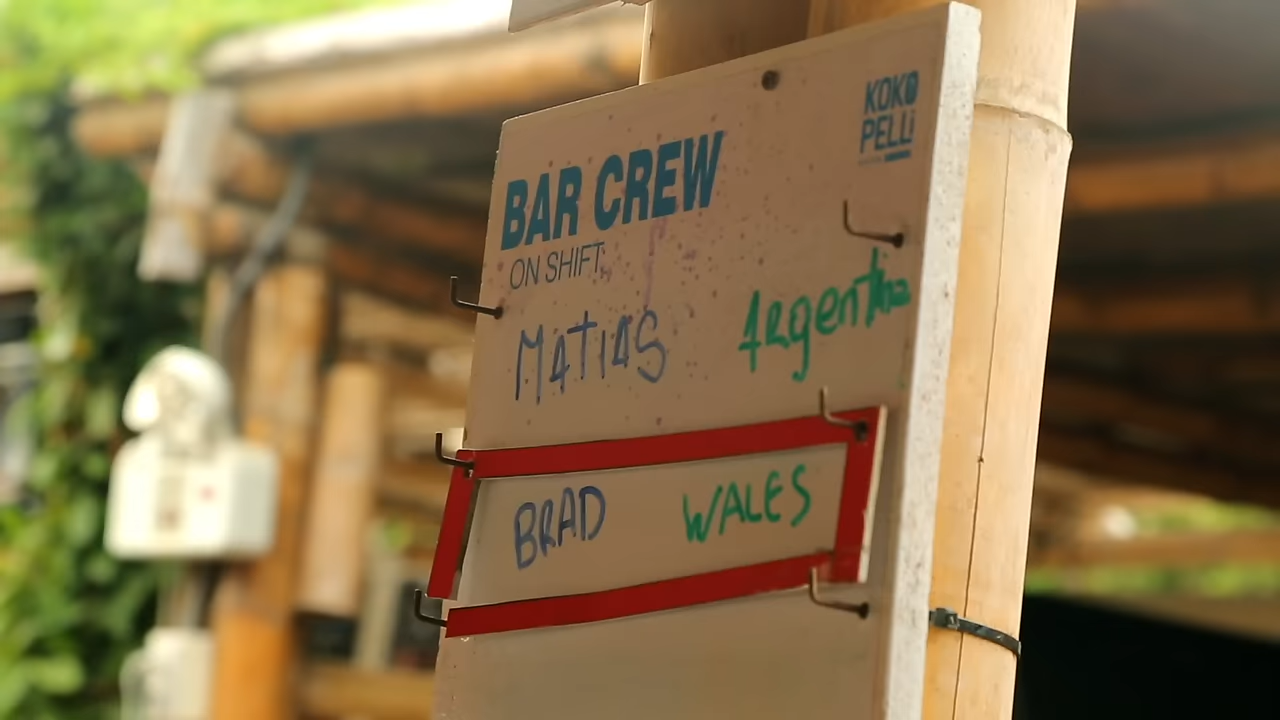 KOKO
PELLi
BAR CREW
ON SHIFT
MATIAS Argentina
BRAD WALES